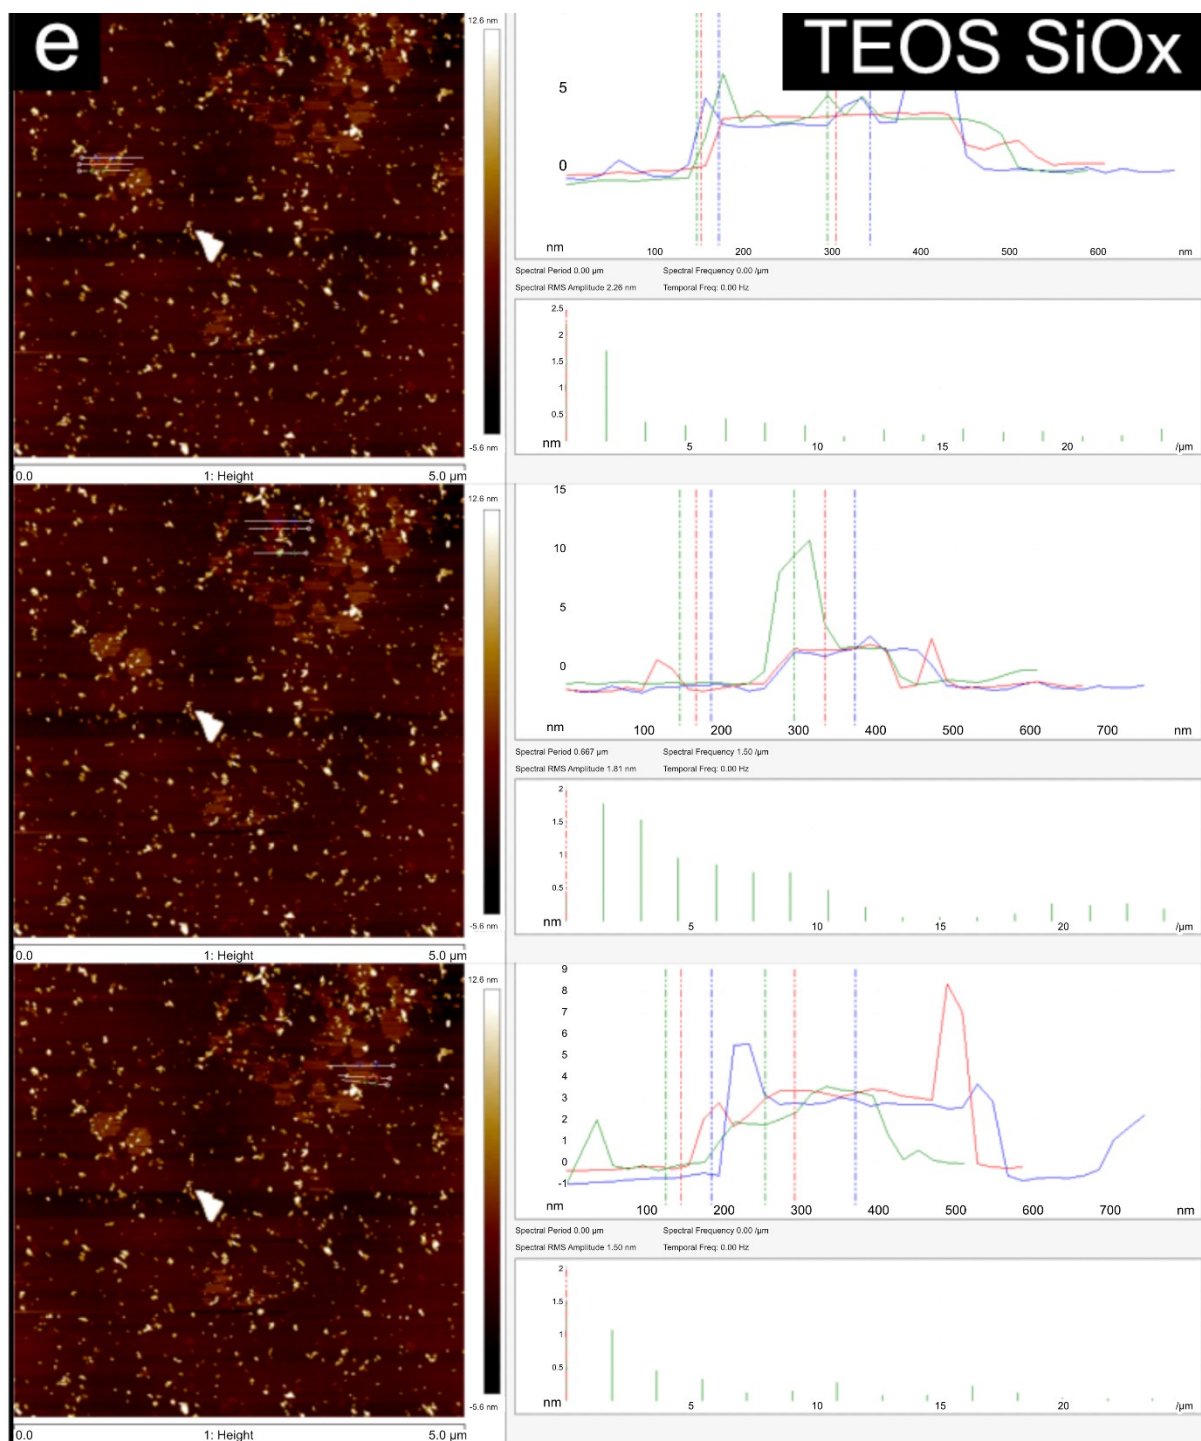 e
TEOS SiOx
12.6 nm
-5.6 nm
0.0 1: Height 5.0 µm
5
0
nm 100 200 300 400 500 600 nm
Spectral Period 0.00 µm Spectral Frequency 0.00 /µm
Spectral RMS Amplitude 2.26 nm Temporal Freq: 0.00 Hz
2.5
2
1.5
1
0.5
nm 5 10 15 20 /µm
12.6 nm
-5.6 nm
0.0 1: Height 5.0 µm
15
10
5
0
nm 100 200 300 400 500 600 700 nm
Spectral Period 0.667 µm Spectral Frequency 1.50 /µm
Spectral RMS Amplitude 1.81 nm Temporal Freq: 0.00 Hz
2
1.5
1
0.5
nm 5 10 15 20 /µm
12.6 nm
-5.6 nm
0.0 1: Height 5.0 µm
9
8
7
6
5
4
3
2
1
0
-1
nm 100 200 300 400 500 600 700 nm
Spectral Period 0.00 µm Spectral Frequency 0.00 /µm
Spectral RMS Amplitude 1.50 nm Temporal Freq: 0.00 Hz
2
1.5
1
0.5
nm 5 10 15 20 /µm